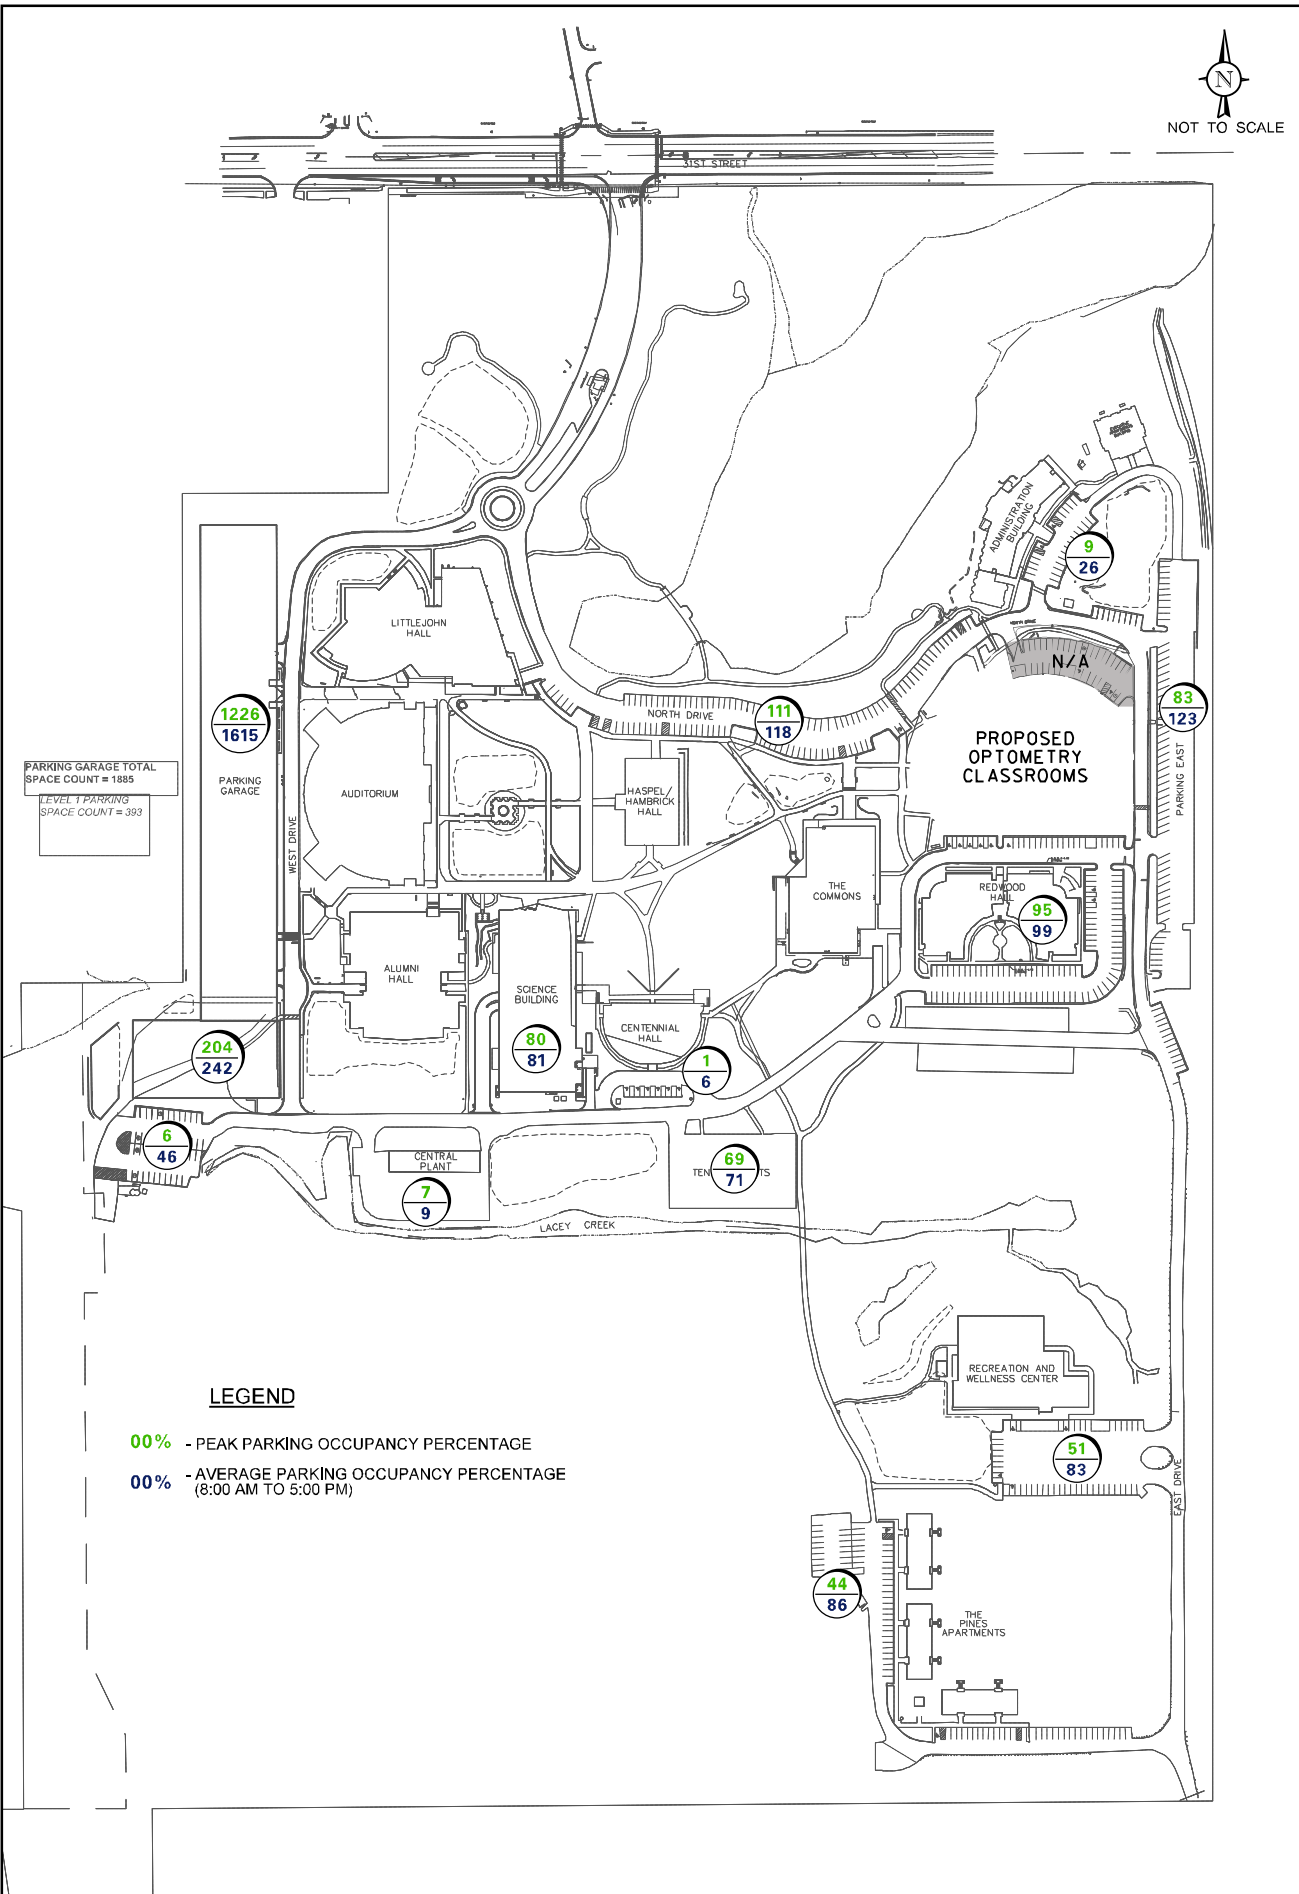 N
NOT TO SCALE
31ST STREET
ADMINISTRATION
BUILDING
9
26
LITTLEJOHN
HALL
N/A
NORTH DRIVE
111
118
83
123
1226
1615
PROPOSED
OPTOMETRY
CLASSROOMS
PARKING GARAGE TOTAL
SPACE COUNT = 1885
LEVEL 1 PARKING
SPACE COUNT = 393
PARKING
GARAGE
AUDITORIUM
HASPEL/
HAMBRICK
HALL
PARKING EAST
WEST DRIVE
THE
COMMONS
REDWOOD
HALL
95
99
ALUMNI
HALL
SCIENCE
BUILDING
80
81
CENTENNIAL
HALL
1
6
204
242
6
46
CENTRAL
PLANT
7
9
TEN
TS
69
71
LACEY CREEK
RECREATION AND
WELLNESS CENTER
51
83
EAST DRIVE
44
86
THE
PINES
APARTMENTS
LEGEND
00% - PEAK PARKING OCCUPANCY PERCENTAGE
00% - AVERAGE PARKING OCCUPANCY PERCENTAGE
(8:00 AM TO 5:00 PM)